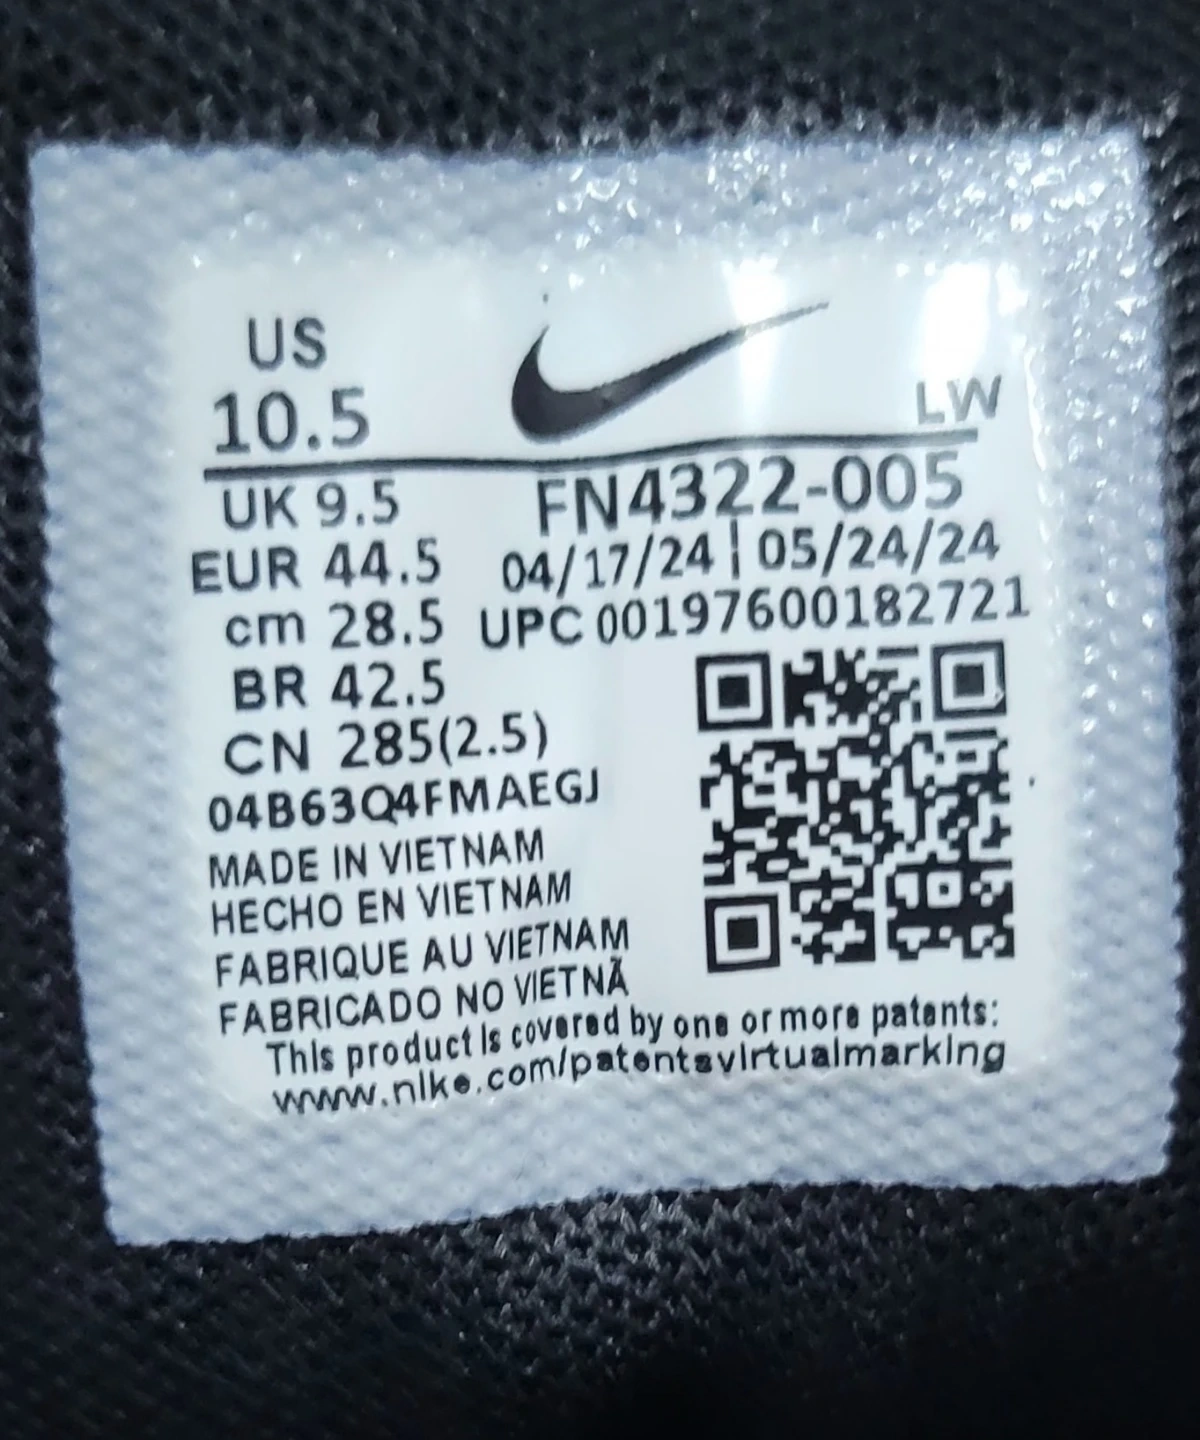 US
10.5
LW
UK 9.5
FN4322-005
EUR 44.5
04/17/24 | 05/24/24
cm 28.5
UPC 00197600182721
BR 42.5
CN 285(2.5)
04B63Q4FMAEGJ
MADE IN VIETNAM
HECHO EN VIETNAM
FABRIQUE AU VIETNAM
FABRICADO NO VIETNÃ
This product is covered by one or more patents:
www.nike.com/patentsvirtualmarking